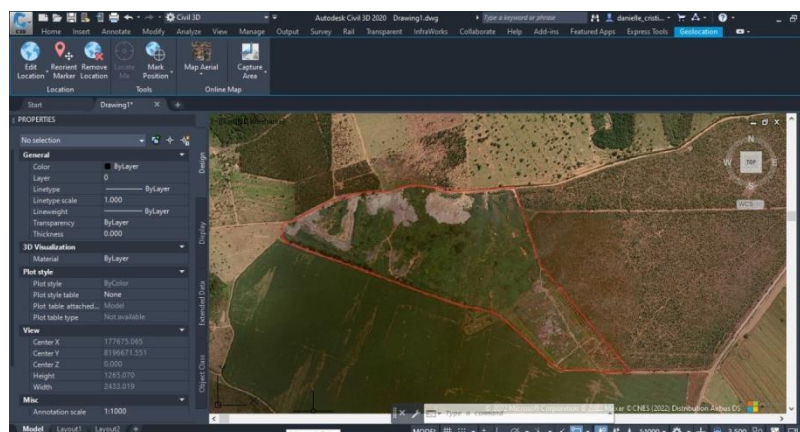 Civil 3D
Autodesk Civil 3D 2020 Drawing1.dwg
Type a keyword or phrase
danielle_cristi...
C3D
Home Insert Annotate Modify Analyze View Manage Output Survey Rail Transparent InfraWorks Collaborate Help Add-ins Featured Apps Express Tools Geolocation
Edit Location
Reorient Marker
Remove Location
Locate Me
Mark Position
Map Aerial
Capture Area
Location Tools Online Map
Start Drawing1* +
PROPERTIES
No selection
General
Color ByLayer
Layer 0
Linetype ByLayer
Linetype scale 1.000
Lineweight ByLayer
Transparency ByLayer
Thickness 0.000
3D Visualization
Material ByLayer
Plot style
Plot style ByColor
Plot style table None
Plot table attached... Model
Plot table type Not available
View
Center X 177675.065
Center Y 8196671.551
Center Z 0.000
Height 1265.070
Width 2433.019
Misc
Annotation scale 1:1000
Design
Display
Extended Data
Object Class
N
W TOP E
S
WCS
Type a command
Microsoft Corporation © 2022 Maxar © CNES (2022) Distribution Airbus DS
Model Layout1 Layout2 +
MODEL 1:1000 3.500